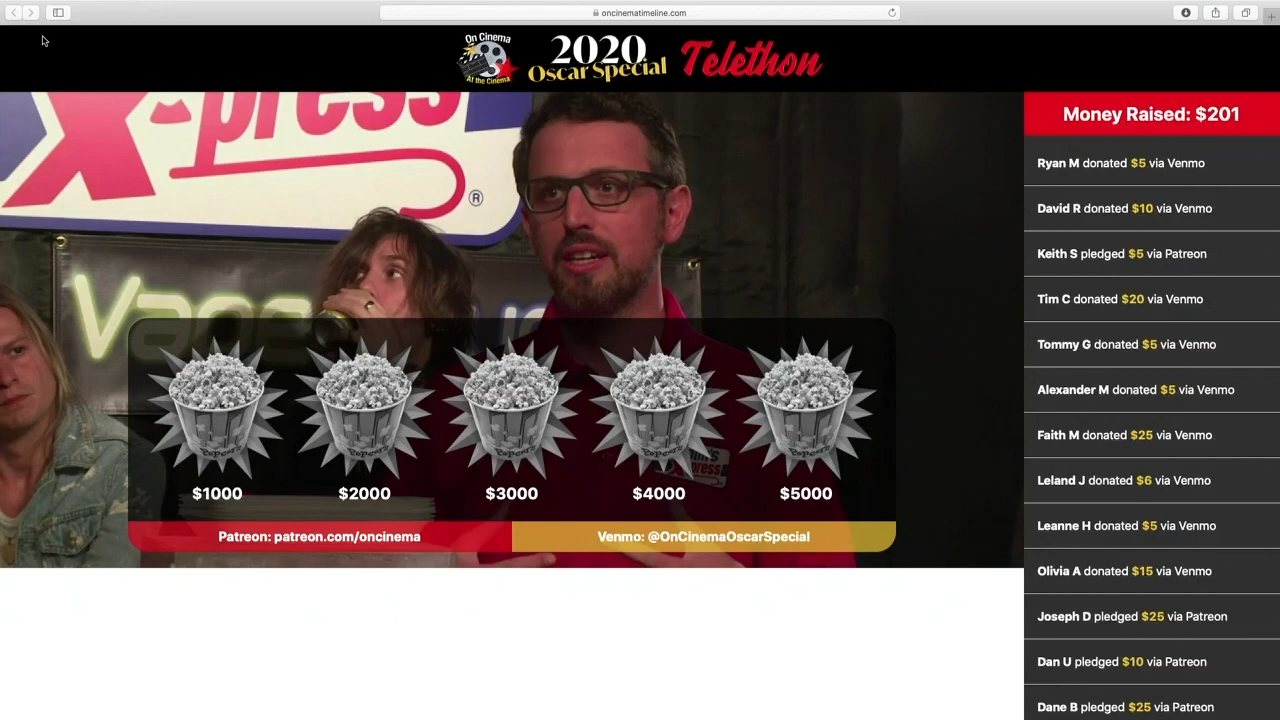 oncinematimeline.com
On Cinema
At the Cinema
2020
Oscar Special
Telethon
X-press
®
Money Raised: $201
Ryan M donated $5 via Venmo
David R donated $10 via Venmo
Keith S pledged $5 via Patreon
Tim C donated $20 via Venmo
Tommy G donated $5 via Venmo
Alexander M donated $5 via Venmo
Faith M donated $25 via Venmo
Leland J donated $6 via Venmo
Leanne H donated $5 via Venmo
Olivia A donated $15 via Venmo
Joseph D pledged $25 via Patreon
Dan U pledged $10 via Patreon
Dane B pledged $25 via Patreon
$1000
$2000
$3000
$4000
$5000
Patreon: patreon.com/oncinema
Venmo: @OnCinemaOscarSpecial